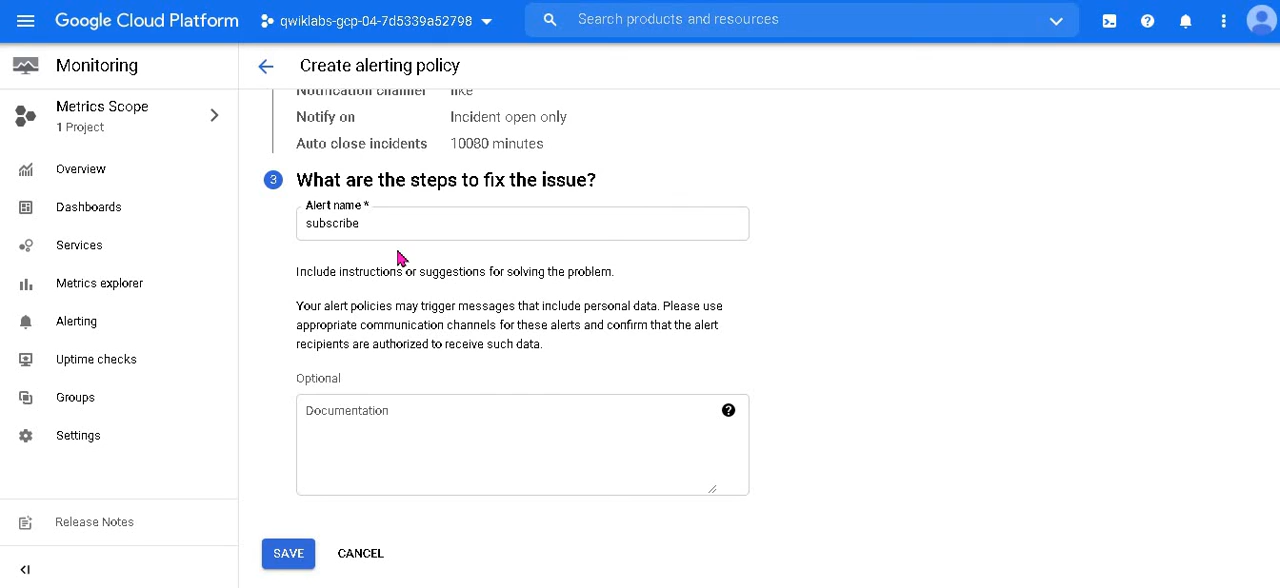 Google Cloud Platform
qwiklabs-gcp-04-7d5339a52798
Search products and resources
Monitoring
Create alerting policy
Metrics Scope
1 Project
Overview
Dashboards
Services
Metrics explorer
Alerting
Uptime checks
Groups
Settings
Release Notes
Notification channel like
Notify on Incident open only
Auto close incidents 10080 minutes
3 What are the steps to fix the issue?
Alert name *
subscribe
Include instructions or suggestions for solving the problem.
Your alert policies may trigger messages that include personal data. Please use
appropriate communication channels for these alerts and confirm that the alert
recipients are authorized to receive such data.
Optional
Documentation
SAVE CANCEL